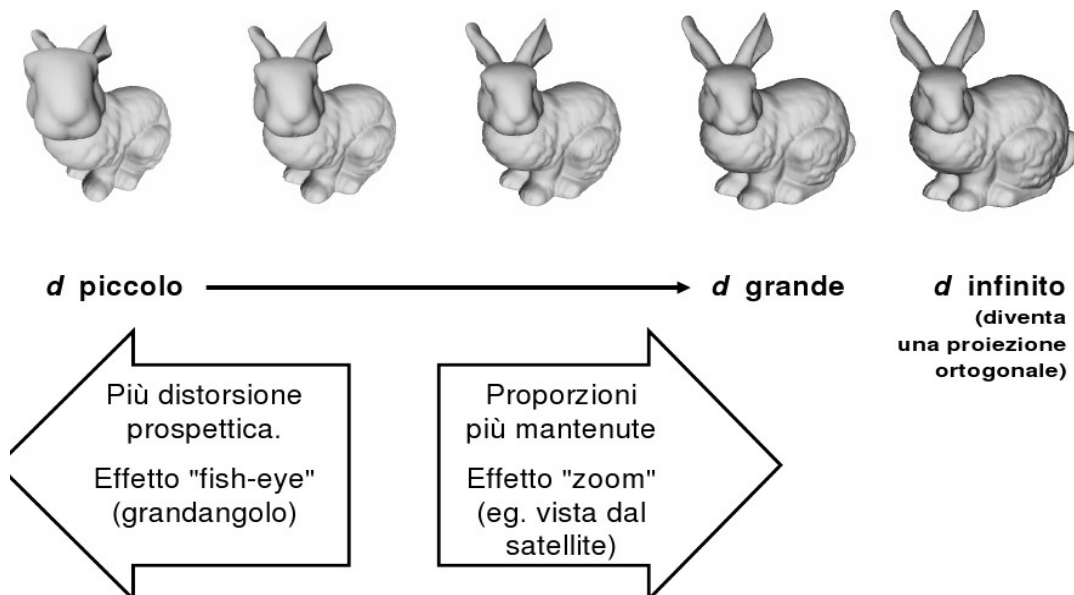 d piccolo
d grande
d infinito
(diventa
una proiezione
ortogonale)
Più distorsione
prospettica.
Effetto "fish-eye"
(grandangolo)
Proporzioni
più mantenute
Effetto "zoom"
(eg. vista dal
satellite)